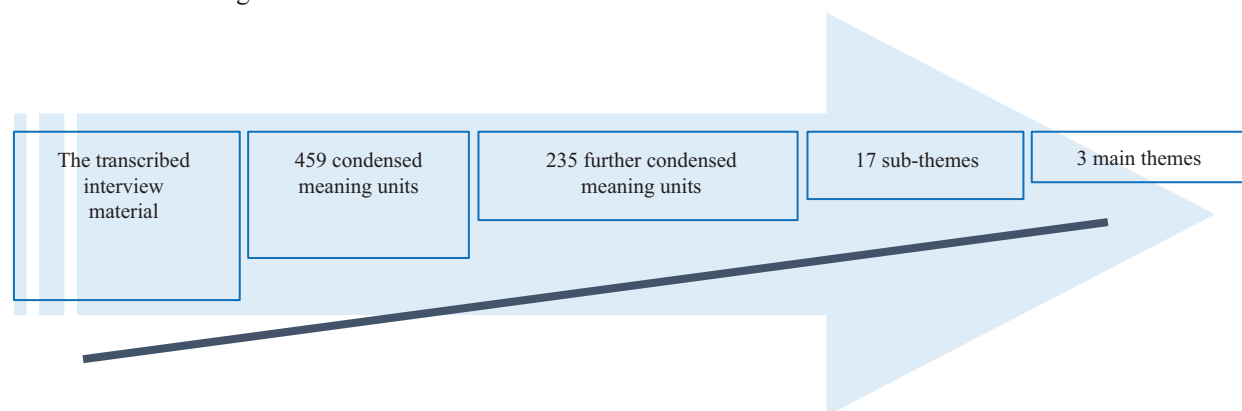 The transcribed
interview
material
459 condensed
meaning units
235 further condensed
meaning units
17 sub-themes
3 main themes